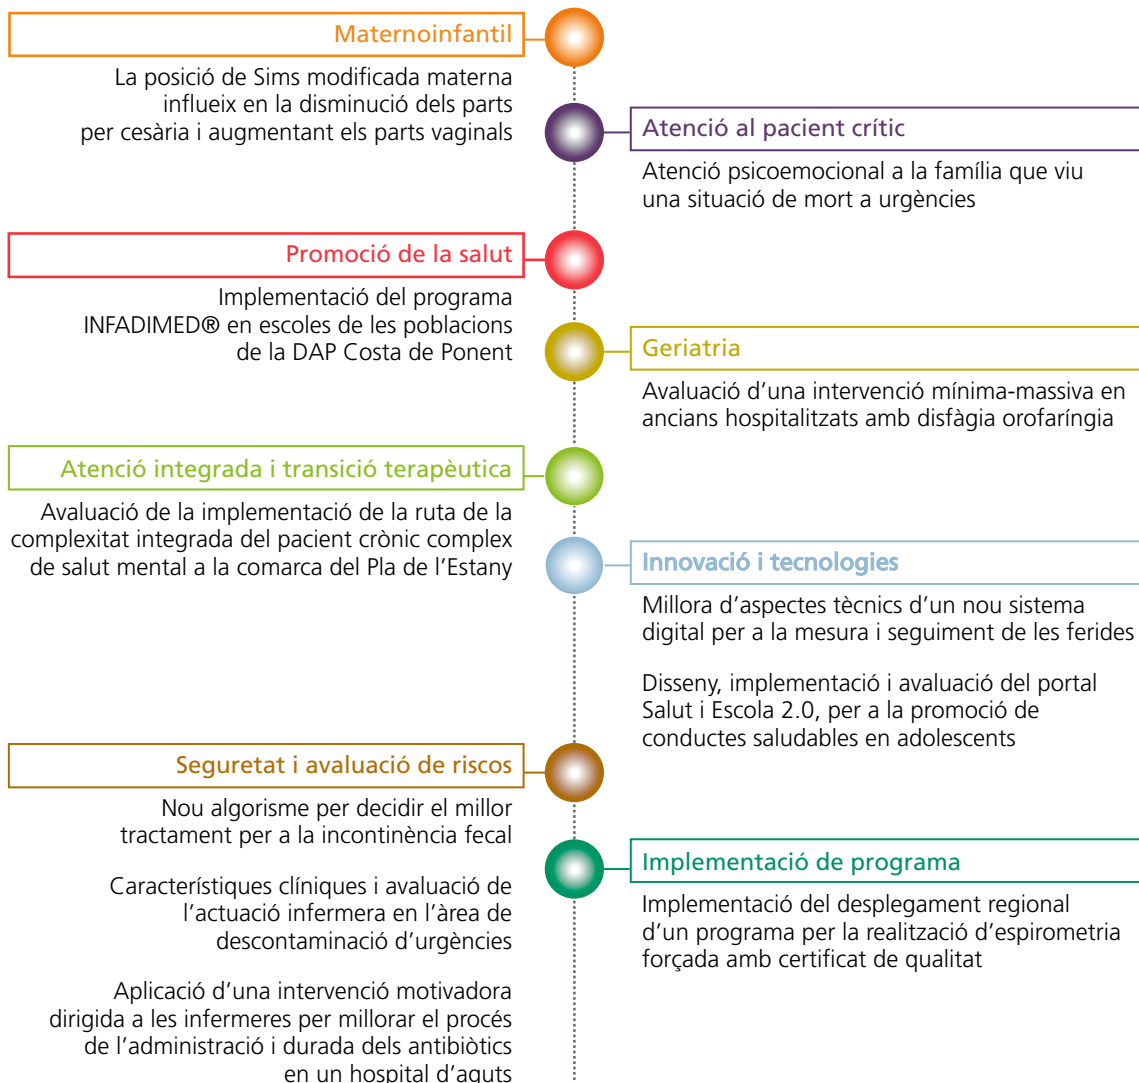 Maternoinfantil
La posició de Sims modificada materna
influeix en la disminució dels parts
per cesària i augmentant els parts vaginals
Atenció al pacient crític
Atenció psicoemocional a la família que viu
una situació de mort a urgències
Promoció de la salut
Implementació del programa
INFADIMED® en escoles de les poblacions
de la DAP Costa de Ponent
Geriatria
Avaluació d’una intervenció mínima-massiva en
ancians hospitalitzats amb disfàgia orofaríngia
Atenció integrada i transició terapèutica
Avaluació de la implementació de la ruta de la
complexitat integrada del pacient crònic complex
de salut mental a la comarca del Pla de l’Estany
Innovació i tecnologies
Millora d’aspectes tècnics d’un nou sistema
digital per a la mesura i seguiment de les ferides
Disseny, implementació i avaluació del portal
Salut i Escola 2.0, per a la promoció de
conductes saludables en adolescents
Seguretat i avaluació de riscos
Nou algorisme per decidir el millor
tractament per a la incontinència fecal
Característiques clíniques i avaluació de
l’actuació infermera en l’àrea de
descontaminació d’urgències
Aplicació d’una intervenció motivadora
dirigida a les infermeres per millorar el procés
de l’administració i durada dels antibiòtics
en un hospital d’aguts
Implementació de programa
Implementació del desplegament regional
d’un programa per la realització d’espirometria
forçada amb certificat de qualitat